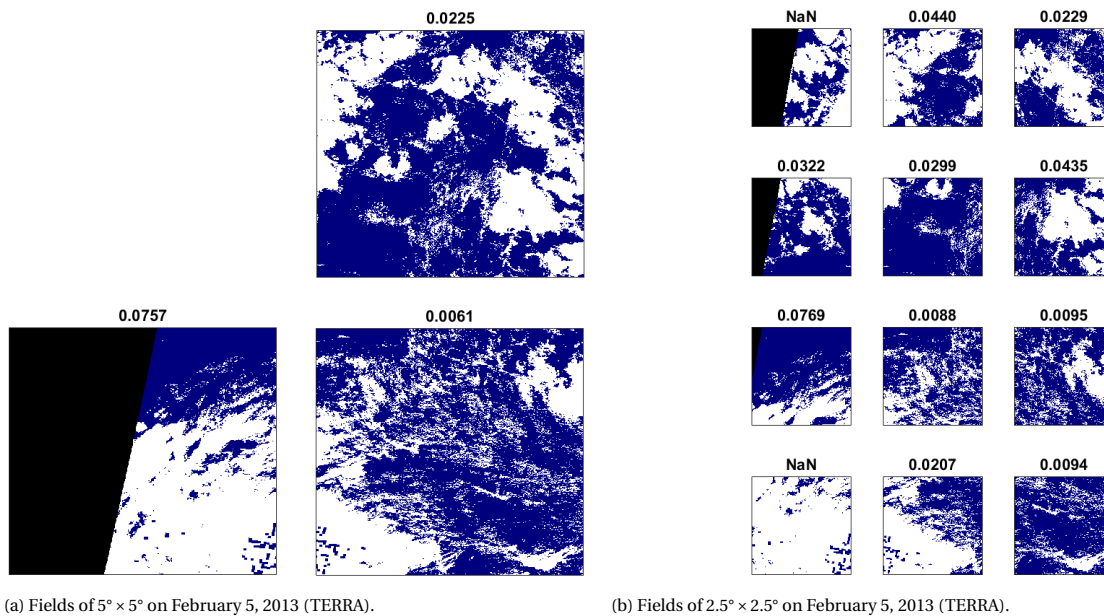 0.0225
0.0757 0.0061
(a) Fields of 5° × 5° on February 5, 2013 (TERRA).
NaN 0.0440 0.0229
0.0322 0.0299 0.0435
0.0769 0.0088 0.0095
NaN 0.0207 0.0094
(b) Fields of 2.5° × 2.5° on February 5, 2013 (TERRA).